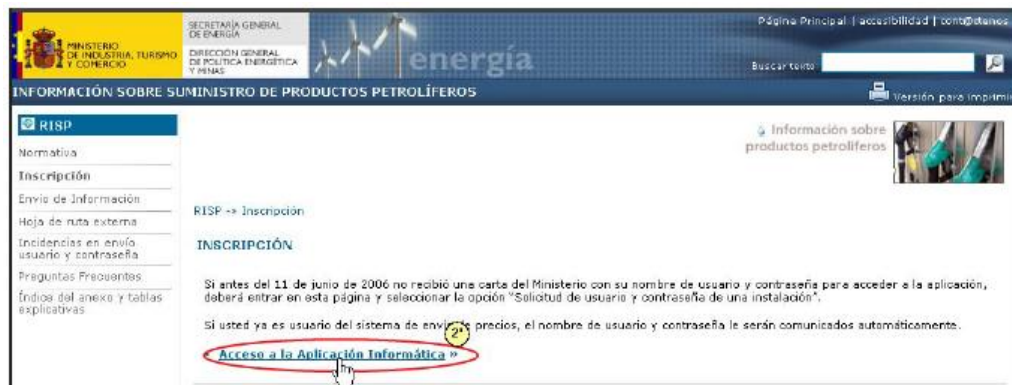 MINISTERIO
DE INDUSTRIA, TURISMO
Y COMERCIO
SECRETARÍA GENERAL
DE ENERGÍA
DIRECCIÓN GENERAL
DE POLÍTICA ENERGÉTICA
Y MINAS
energía
Página Principal | accesibilidad | cont@ctenos
Buscar texto
INFORMACIÓN SOBRE SUMINISTRO DE PRODUCTOS PETROLÍFEROS
Versión para imprimi
RISP
Normativa
Inscripción
Envío de Información
Hoja de ruta externa
Incidencias en envío
usuario y contraseña
Preguntas Frecuentes
Índice del anexo y tablas
explicativas
Información sobre
productos petrolíferos
RISP -> Inscripción
INSCRIPCIÓN
Si antes del 11 de junio de 2006 no recibió una carta del Ministerio con su nombre de usuario y contraseña para acceder a la aplicación,
deberá entrar en esta página y seleccionar la opción "Solicitud de usuario y contraseña de una instalación".
Si usted ya es usuario del sistema de envío de precios, el nombre de usuario y contraseña le serán comunicados automáticamente.
2º
Acceso a la Aplicación Informática »